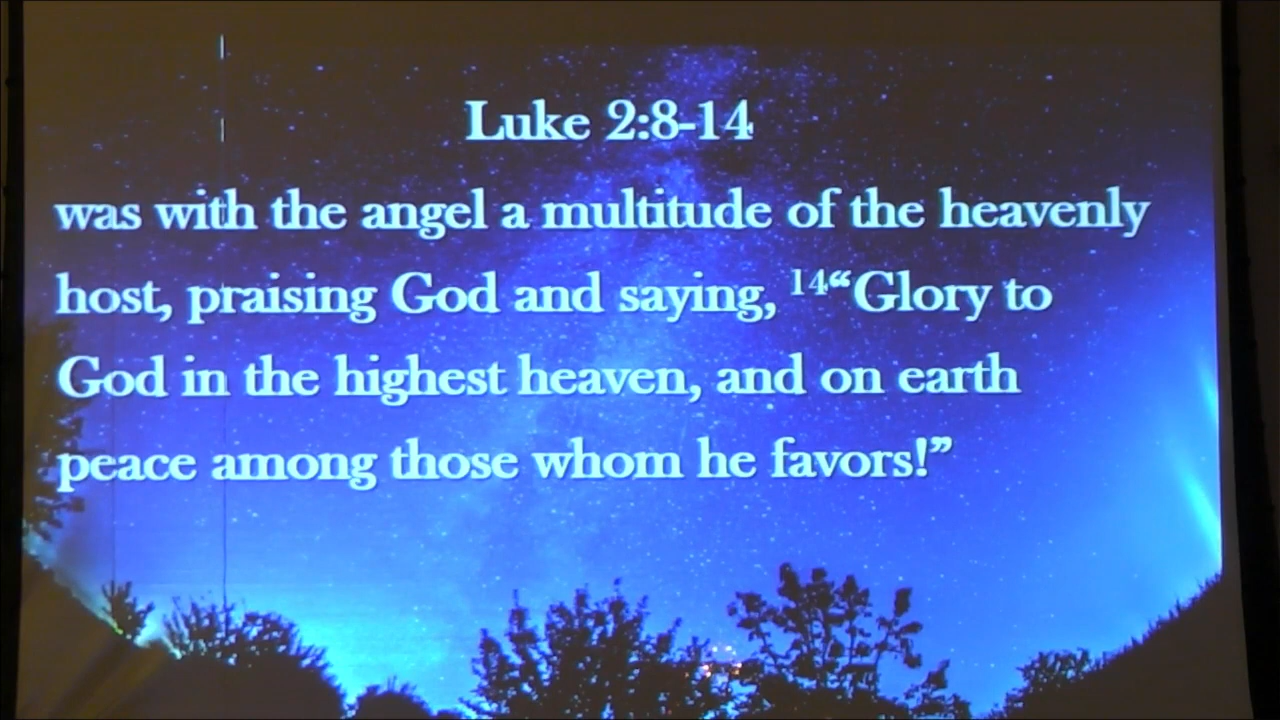 Luke 2:8-14
was with the angel a multitude of the heavenly
host, praising God and saying, 14“Glory to
God in the highest heaven, and on earth
peace among those whom he favors!”